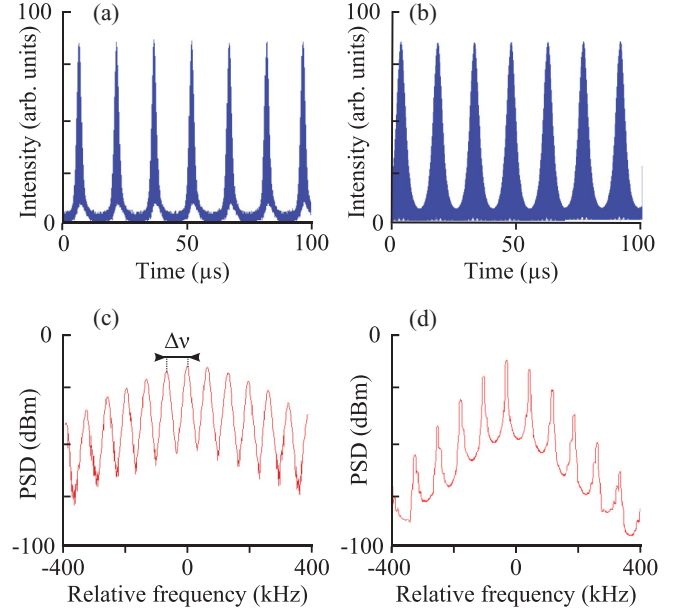 (a)
(b)
100
Intensity (arb. units)
0
0
50
100
Time (µs)
100
Intensity (arb. units)
0
0
50
100
Time (µs)
(c)
(d)
0
Δν
PSD (dBm)
-100
-400
0
400
Relative frequency (kHz)
0
PSD (dBm)
-100
-400
0
400
Relative frequency (kHz)